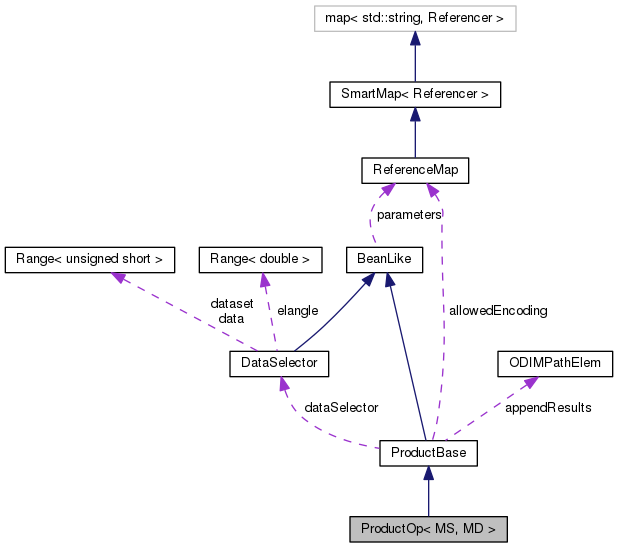 map< std::string, Referencer >
SmartMap< Referencer >
ReferenceMap
parameters
Range< unsigned short >
Range< double >
BeanLike
dataset
data
elangle
allowedEncoding
DataSelector
ODIMPathElem
dataSelector
appendResults
ProductBase
ProductOp< MS, MD >